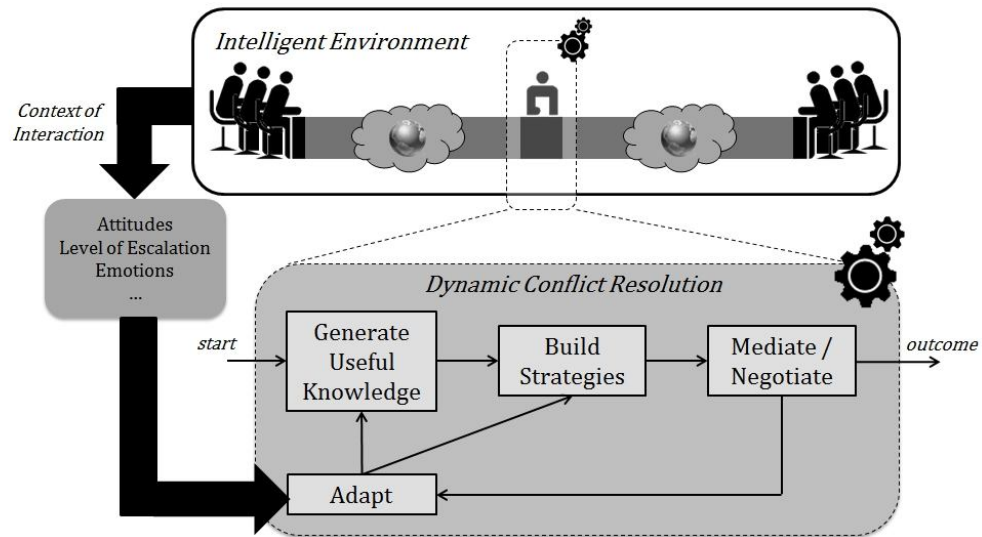 Intelligent Environment
Context of
Interaction
Attitudes
Level of Escalation
Emotions
...
Dynamic Conflict Resolution
start
Generate
Useful
Knowledge
Build
Strategies
Mediate /
Negotiate
outcome
Adapt